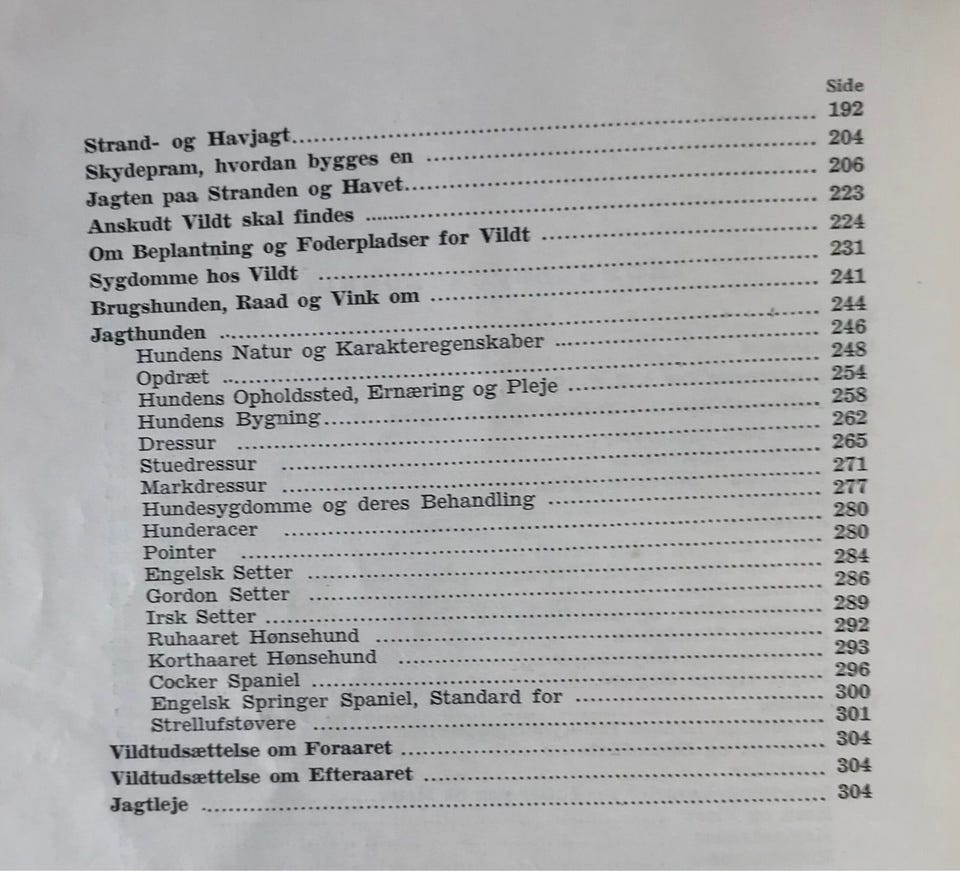 Side
Strand- og Havjagt 192
Skydepram, hvordan bygges en 204
Jagten paa Stranden og Havet 206
Anskudt Vildt skal findes 223
Om Beplantning og Foderpladser for Vildt 224
Sygdomme hos Vildt 231
Brugshunden, Raad og Vink om 241
Jagthunden 244
Hundens Natur og Karakteregenskaber 246
Opdræt 248
Hundens Opholdssted, Ernæring og Pleje 254
Hundens Bygning 258
Dressur 262
Stuedressur 265
Markdressur 271
Hundesygdomme og deres Behandling 277
Hunderacer 280
Pointer 280
Engelsk Setter 284
Gordon Setter 286
Irsk Setter 289
Ruhaaret Hønsehund 292
Korthaaret Hønsehund 293
Cocker Spaniel 296
Engelsk Springer Spaniel, Standard for 300
Strellufstøvere 301
Vildtudsættelse om Foraaret 304
Vildtudsættelse om Efteraaret 304
Jagtleje 304